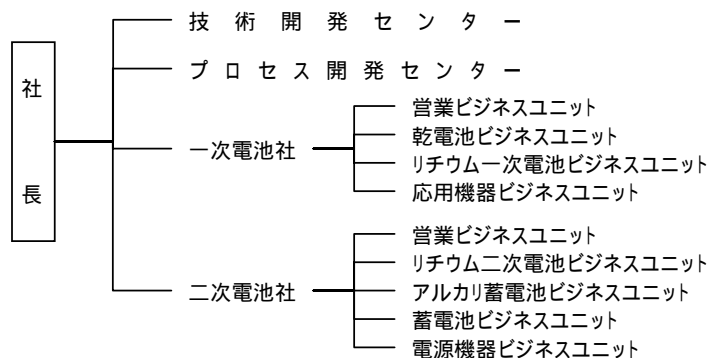 社長
技術開発センター
プロセス開発センター
一次電池社
営業ビジネスユニット
乾電池ビジネスユニット
リチウム一次電池ビジネスユニット
応用機器ビジネスユニット
二次電池社
営業ビジネスユニット
リチウム二次電池ビジネスユニット
アルカリ蓄電池ビジネスユニット
蓄電池ビジネスユニット
電源機器ビジネスユニット